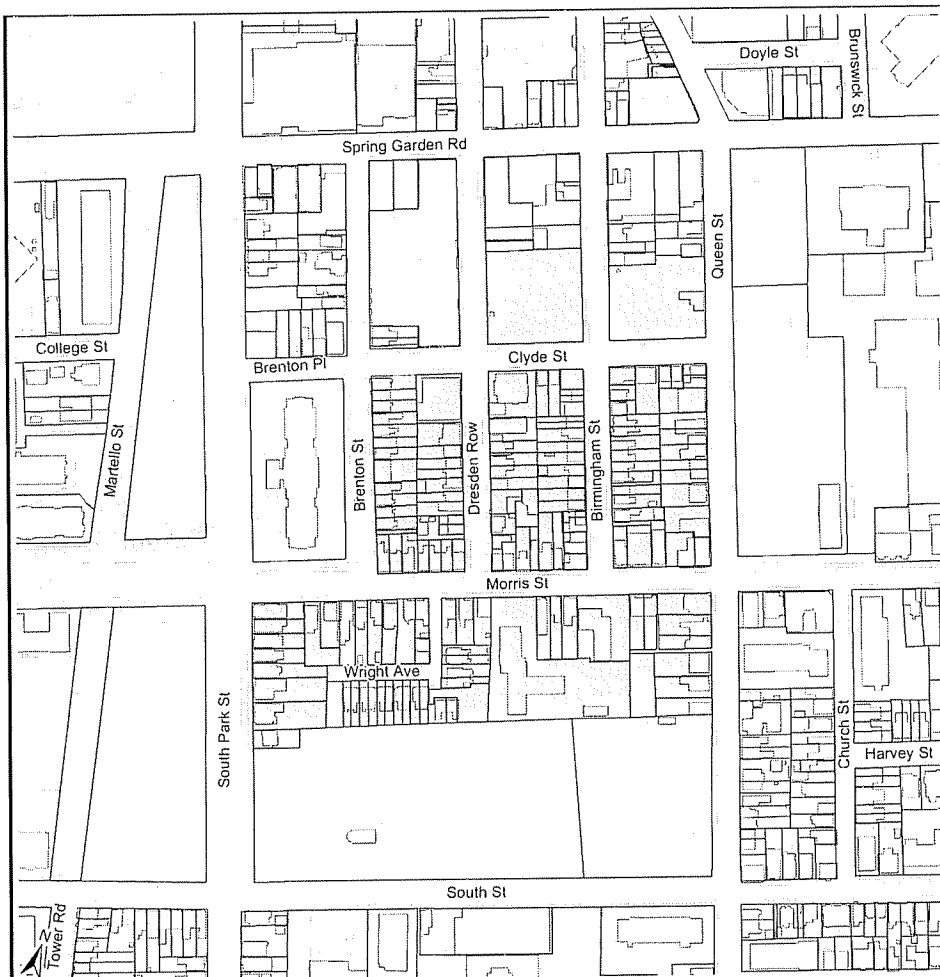 Doyle St
Brunswick St
Spring Garden Rd
Queen St
College St
Clyde St
Brenton Pl
Martello St
Brenton St
Dresden Row
Birmingham St
Morris St
Wright Ave
South Park St
Church St
Harvey St
South St
Tower Rd
N